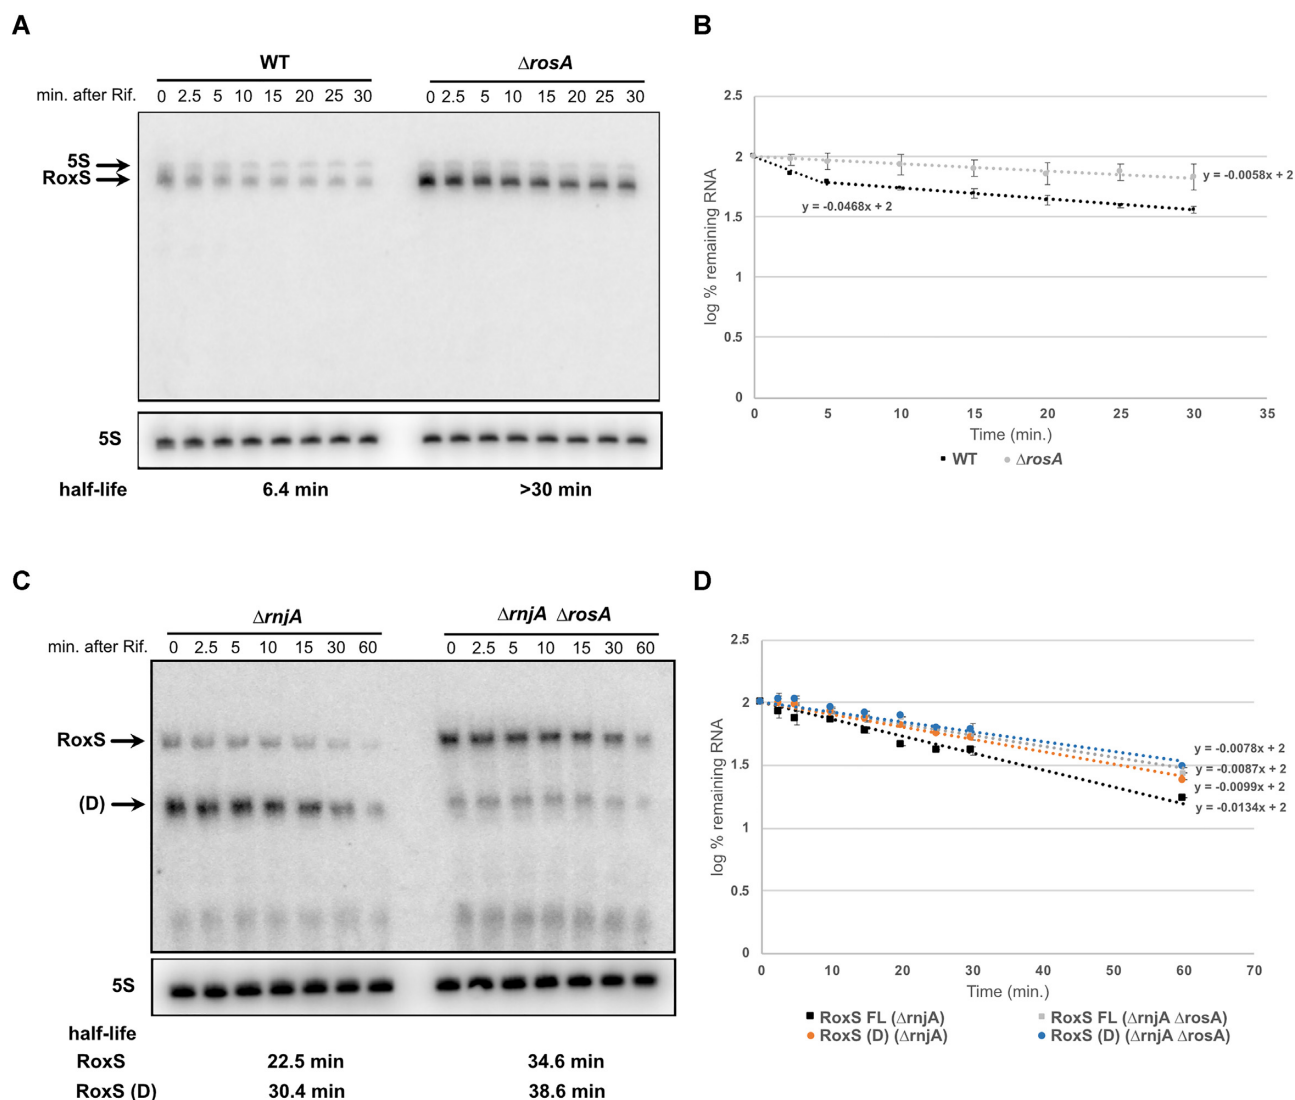 A
WT
ΔrosA
min. after Rif.
0 2.5 5 10 15 20 25 30
0 2.5 5 10 15 20 25 30
5S
RoxS
5S
half-life
6.4 min
>30 min
B
log % remaining RNA
2.5
2
1.5
1
0.5
0
y = -0.0058x + 2
y = -0.0468x + 2
0 5 10 15 20 25 30 35
Time (min.)
WT ΔrosA
C
ΔrnjA
ΔrnjA ΔrosA
min. after Rif.
0 2.5 5 10 15 30 60
0 2.5 5 10 15 30 60
RoxS
(D)
5S
half-life
RoxS 22.5 min 34.6 min
RoxS (D) 30.4 min 38.6 min
D
log % remaining RNA
2.5
2
1.5
1
0.5
0
y = -0.0078x + 2
y = -0.0087x + 2
y = -0.0099x + 2
y = -0.0134x + 2
0 10 20 30 40 50 60 70
Time (min.)
RoxS FL (ΔrnjA) RoxS FL (ΔrnjA ΔrosA)
RoxS (D) (ΔrnjA) RoxS (D) (ΔrnjA ΔrosA)